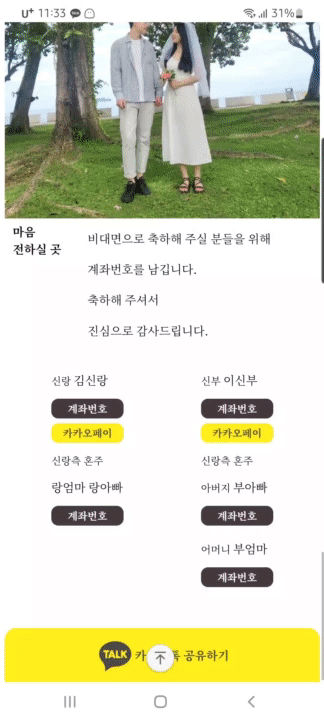 U+ 11:33 31%
마음
전하실 곳
비대면으로 축하해 주실 분들을 위해
계좌번호를 남깁니다.
축하해 주셔서
진심으로 감사드립니다.
신랑 김신랑
계좌번호
카카오페이
신랑측 혼주
랑엄마 랑아빠
계좌번호
신부 이신부
계좌번호
카카오페이
신랑측 혼주
아버지 부아빠
계좌번호
어머니 부엄마
계좌번호
TALK 카 톡 공유하기